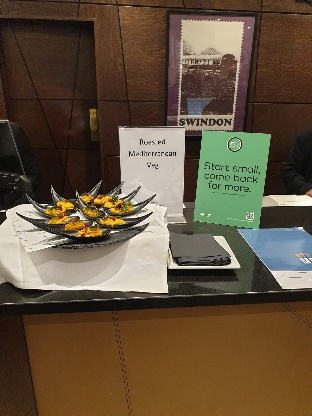 SWINDON
Roasted
Mediterranean
Veg
Start small,
come back
for more.